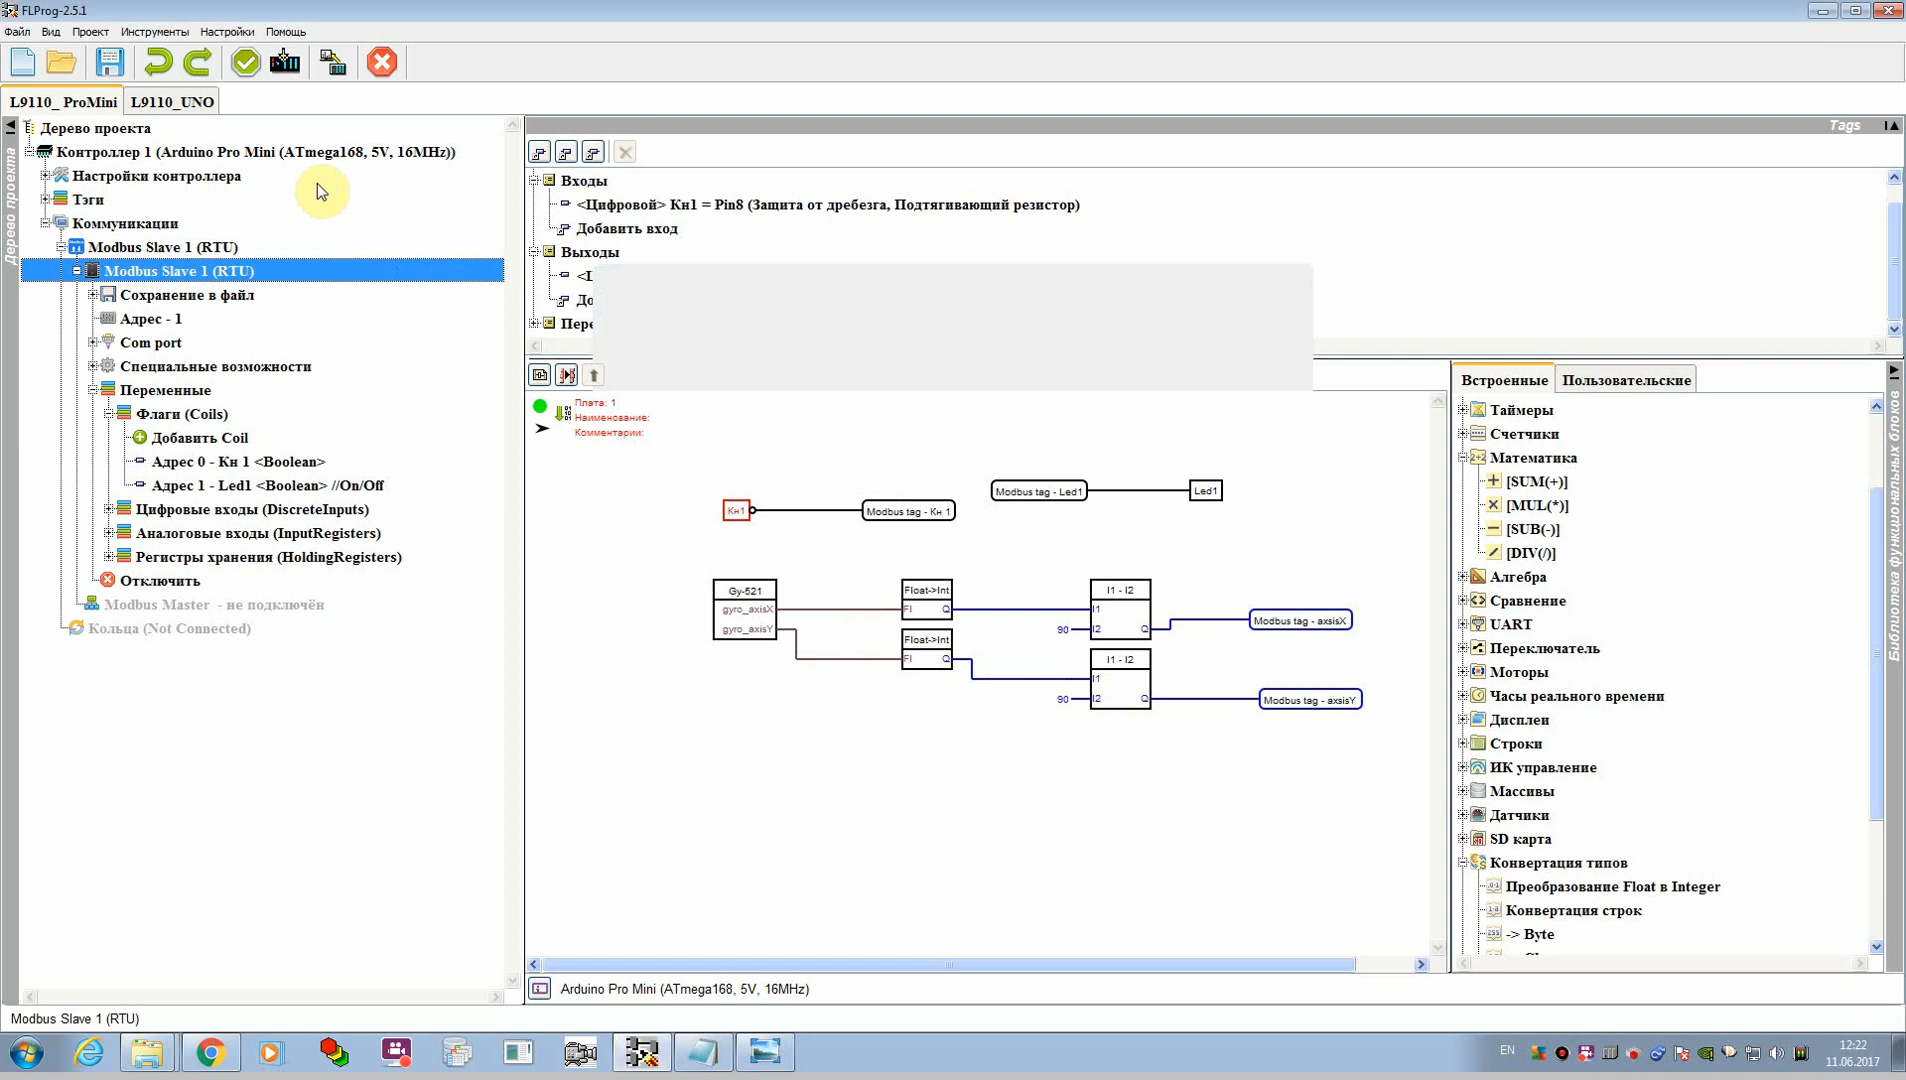 FLProg-2.5.1
Файл Вид Проект Инструменты Настройки Помощь
L9110_ ProMini
L9110_UNO
Дерево проекта
Дерево проекта
Контроллер 1 (Arduino Pro Mini (ATmega168, 5V, 16MHz))
Настройки контроллера
Тэги
Коммуникации
Modbus Slave 1 (RTU)
Modbus Slave 1 (RTU)
Сохранение в файл
Адрес - 1
Com port
Специальные возможности
Переменные
Флаги (Coils)
Добавить Coil
Адрес 0 - Кн 1 <Boolean>
Адрес 1 - Led1 <Boolean> //On/Off
Цифровые входы (DiscreteInputs)
Аналоговые входы (InputRegisters)
Регистры хранения (HoldingRegisters)
Отключить
Modbus Master - не подключён
Кольца (Not Connected)
Tags
Входы
<Цифровой> Кн1 = Pin8 (Защита от дребезга, Подтягивающий резистор)
Добавить вход
Выходы
Плата: 1
Наименование:
Комментарии:
Кн1
Modbus tag - Кн 1
Modbus tag - Led1
Led1
Gy-521
gyro_axisX
gyro_axisY
Float->Int
FI Q
Float->Int
FI Q
I1 - I2
I1
90 I2 Q
I1 - I2
I1
90 I2 Q
Modbus tag - axsisX
Modbus tag - axsisY
Встроенные
Пользовательские
Таймеры
Счетчики
Математика
[SUM(+)]
[MUL(*)]
[SUB(-)]
[DIV(/)]
Алгебра
Сравнение
UART
Переключатель
Моторы
Часы реального времени
Дисплеи
Строки
ИК управление
Массивы
Датчики
SD карта
Конвертация типов
Преобразование Float в Integer
Конвертация строк
-> Byte
Библиотека функциональных блоков
Arduino Pro Mini (ATmega168, 5V, 16MHz)
Modbus Slave 1 (RTU)
EN
12:22
11.06.2017